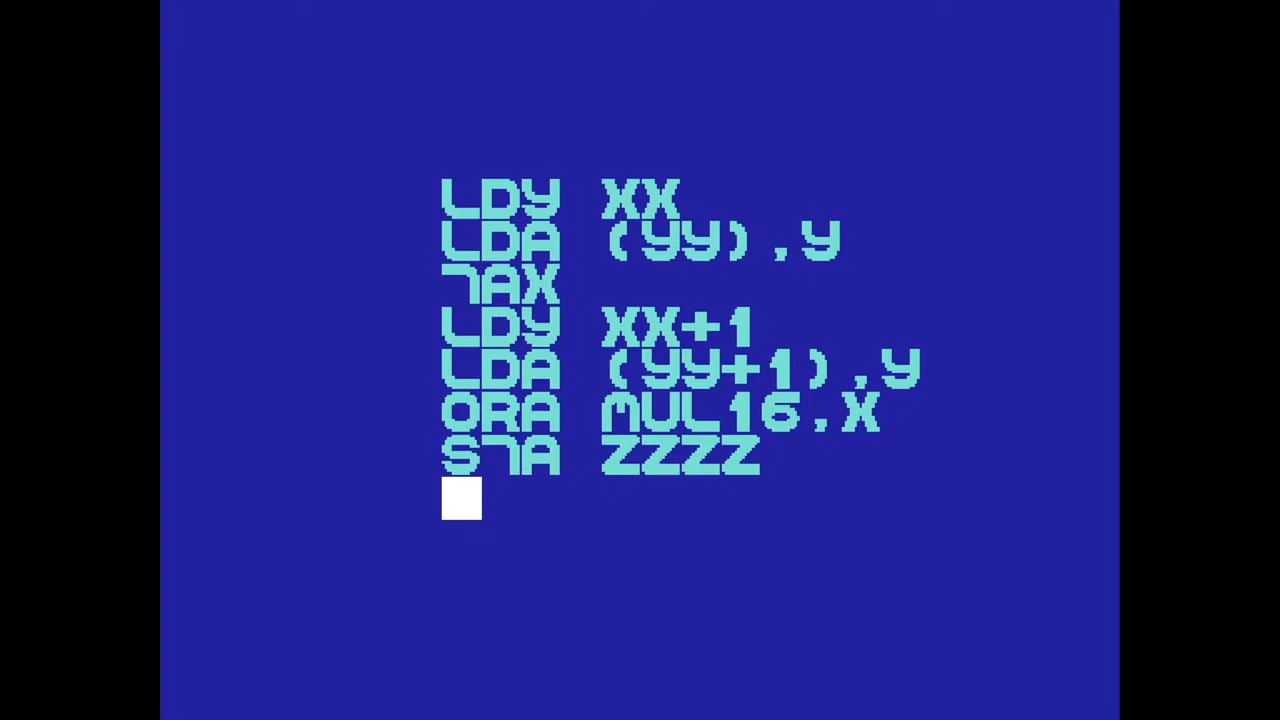 LDY XX
LDA (YY),Y
TAX
LDY XX+1
LDA (YY+1),Y
ORA MUL16,X
STA ZZZZ